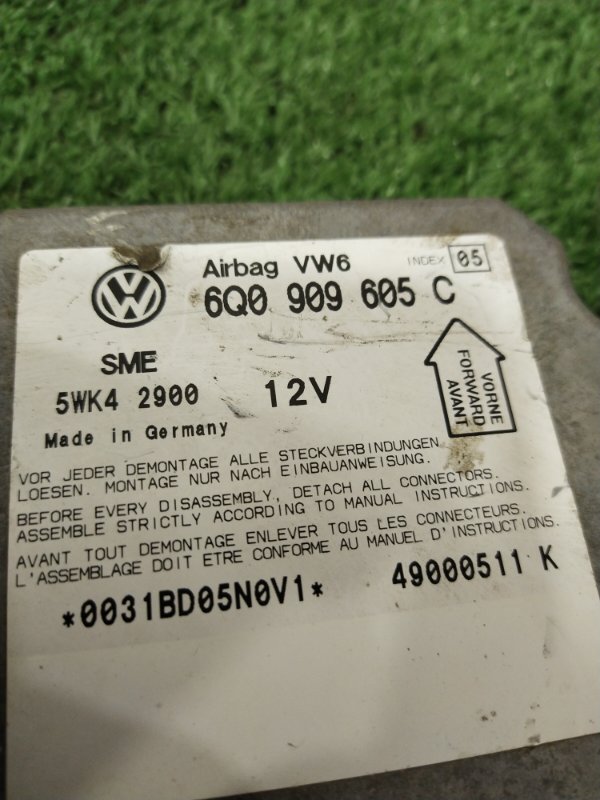 Airbag VW6 INDEX 05
6Q0 909 605 C
SME
5WK4 2900 12V
Made in Germany
VORNE
FORWARD
AVANT
VOR JEDER DEMONTAGE ALLE STECKVERBINDUNGEN
LOESEN. MONTAGE NUR NACH EINBAUANWEISUNG.
BEFORE EVERY DISASSEMBLY, DETACH ALL CONNECTORS.
ASSEMBLE STRICTLY ACCORDING TO MANUAL INSTRUCTIONS.
AVANT TOUT DEMONTAGE ENLEVER TOUS LES CONNECTEURS.
L'ASSEMBLAGE DOIT ETRE CONFORME AU MANUEL D'INSTRUCTIONS.
*0031BD05N0V1* 49000511 K